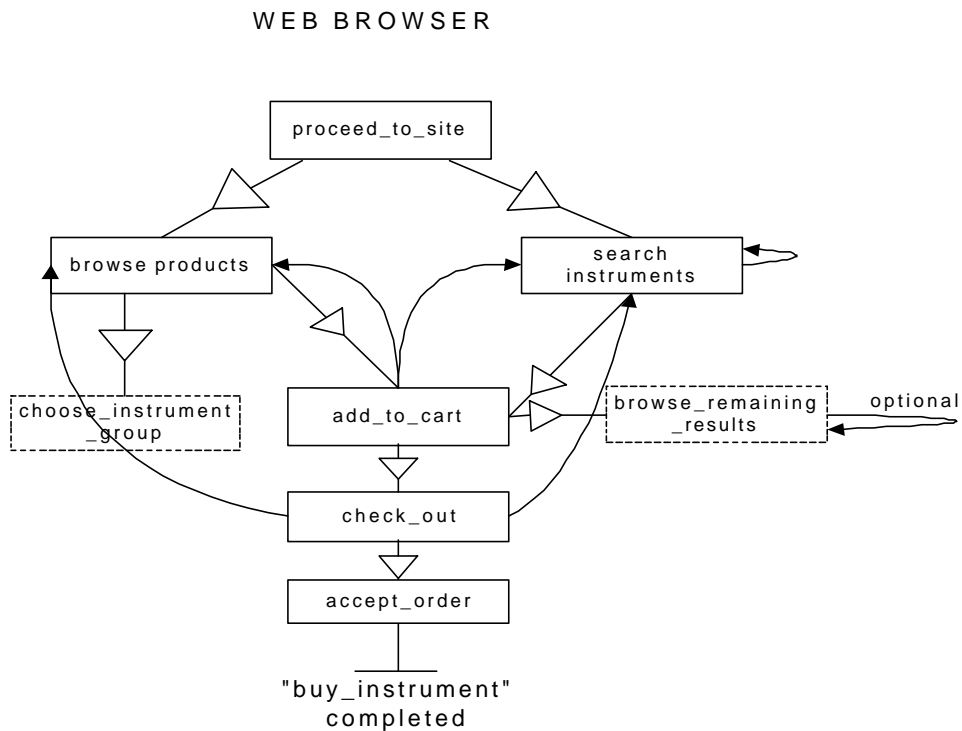 WEB BROWSER
proceed_to_site
browse products
search
instruments
choose_instrument
_group
add_to_cart
browse_remaining
_results
optional
check_out
accept_order
"buy_instrument"
completed